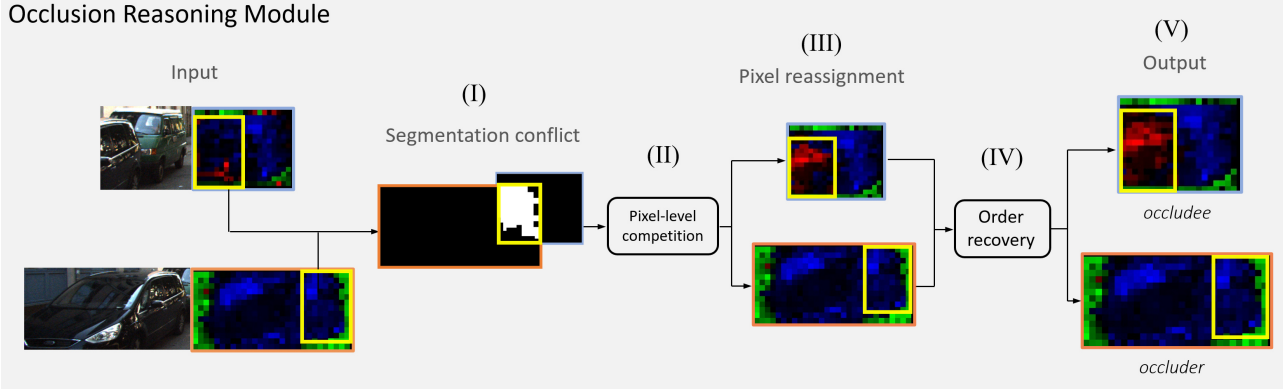 Occlusion Reasoning Module
Input
(I)
Segmentation conflict
(II)
Pixel-level
competition
(III)
Pixel reassignment
(IV)
Order
recovery
(V)
Output
occludee
occluder